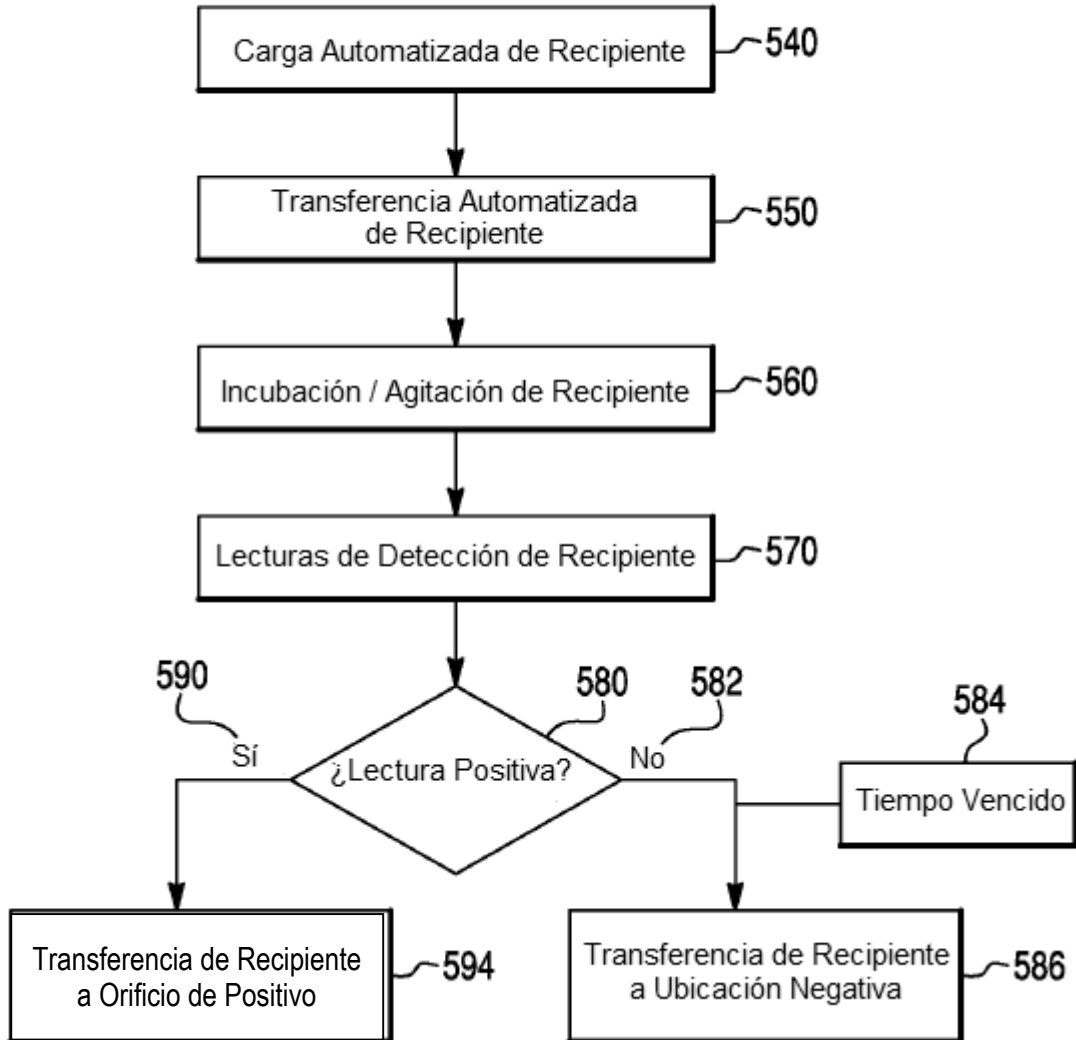 Carga Automatizada de Recipiente
540
Transferencia Automatizada
de Recipiente
550
Incubación / Agitación de Recipiente
560
Lecturas de Detección de Recipiente
570
590
580
582
584
Sí
¿Lectura Positiva?
No
Tiempo Vencido
Transferencia de Recipiente
a Orificio de Positivo
594
Transferencia de Recipiente
a Ubicación Negativa
586